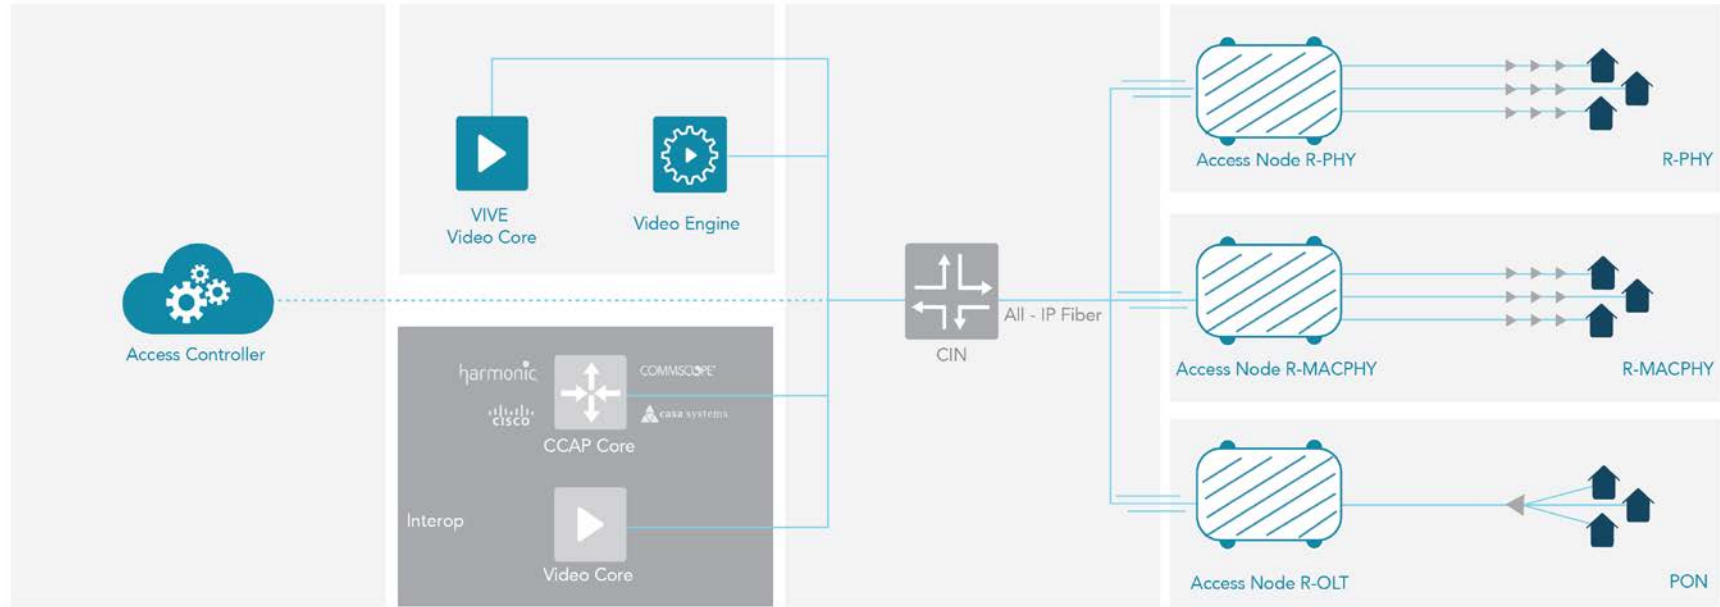 Access Controller
VIVE
Video Core
Video Engine
harmonic
COMMSCOPE
cisco
casa systems
CCAP Core
Interop
Video Core
CIN
All - IP Fiber
Access Node R-PHY
R-PHY
Access Node R-MACPHY
R-MACPHY
Access Node R-OLT
PON